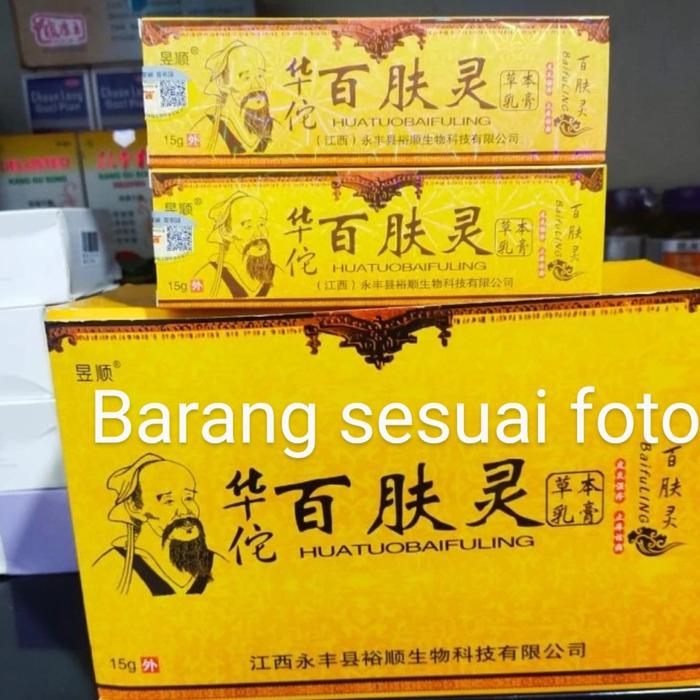 昱顺®
华佗
百肤灵
草本
乳膏
HUATUOBAIFULING
15g 外
（江西）永丰县裕顺生物科技有限公司
BaifuLING
百肤灵
昱顺®
华佗
百肤灵
草本
乳膏
HUATUOBAIFULING
15g 外
（江西）永丰县裕顺生物科技有限公司
BaifuLING
百肤灵
昱顺®
Barang sesuai foto
华佗
百肤灵
草本
乳膏
HUATUOBAIFULING
BaifuLING
百肤灵
15g 外
江西永丰县裕顺生物科技有限公司